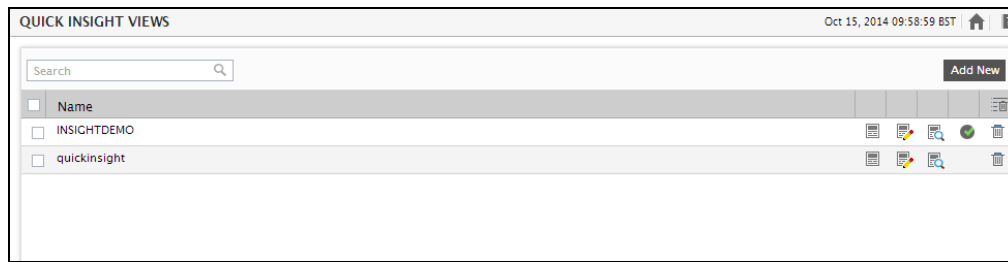 QUICK INSIGHT VIEWS Oct 15, 2014 09:58:59 BST
Search Add New
Name
INSIGHTDEMO
quickinsight